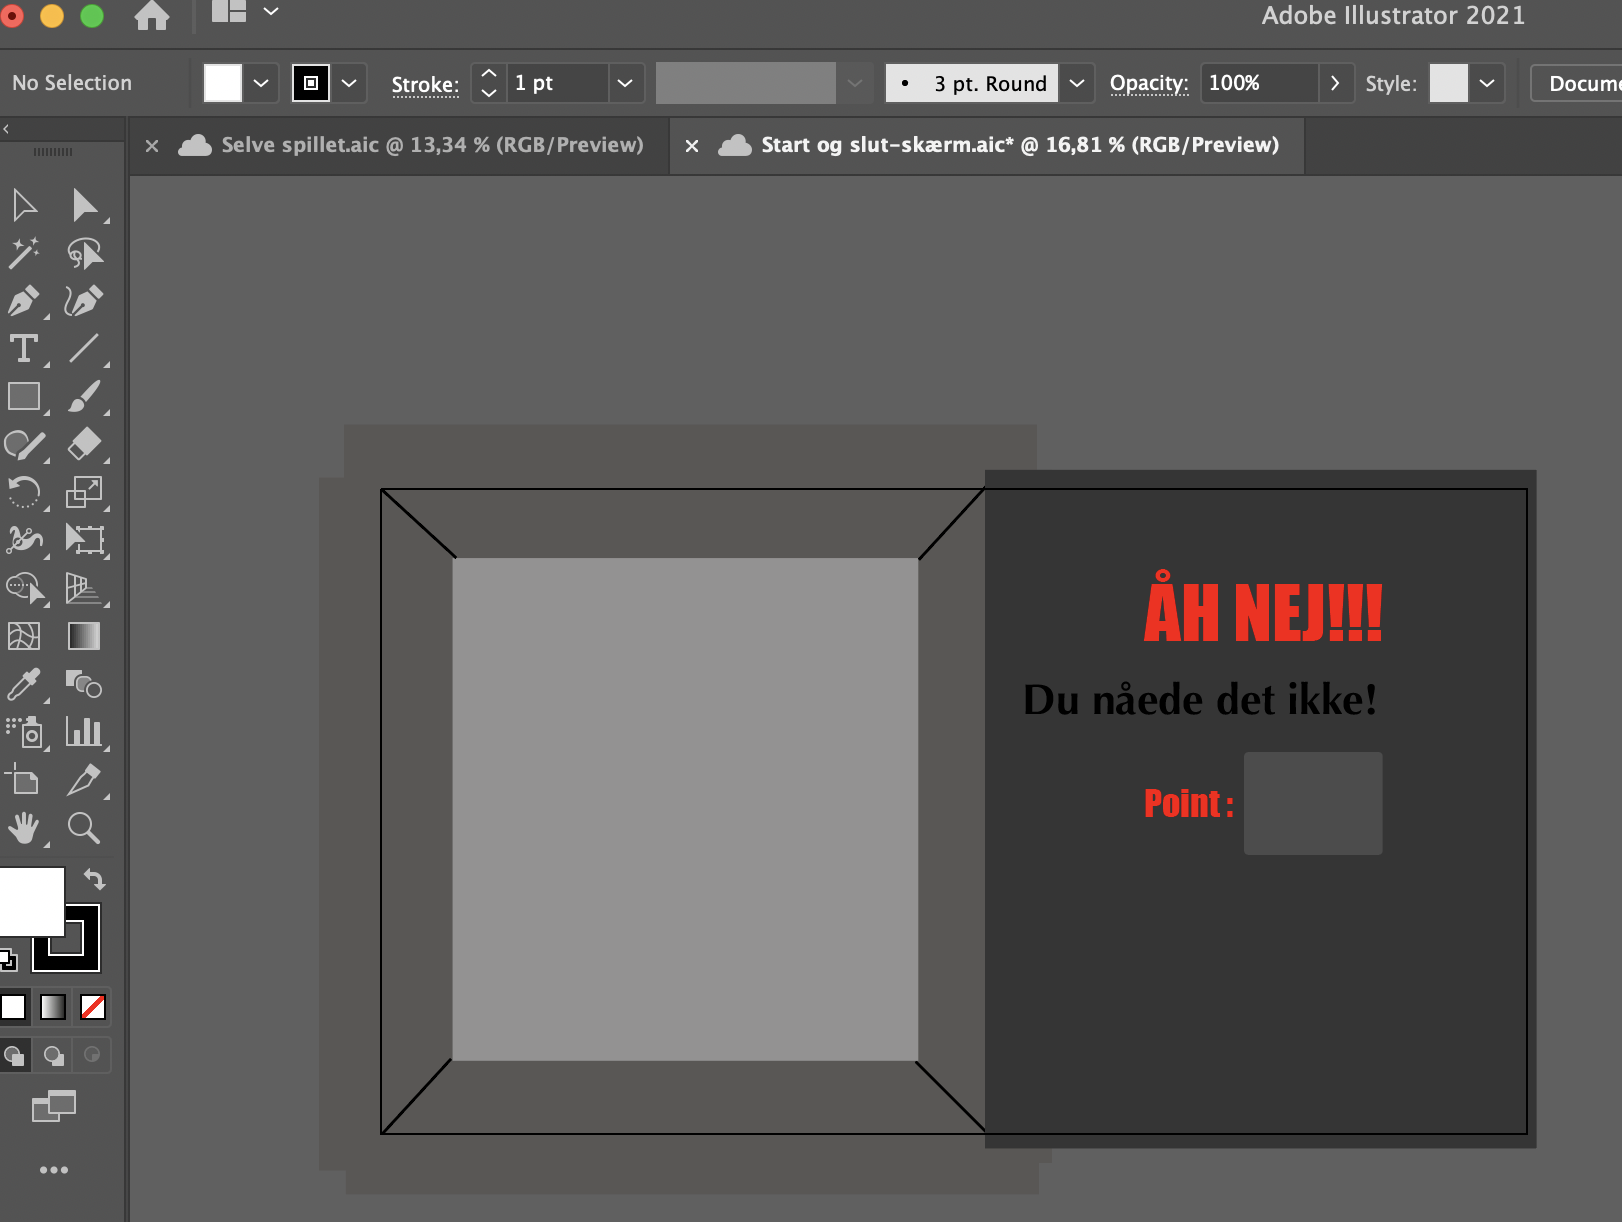 Adobe Illustrator 2021
No Selection
Stroke:
1 pt
3 pt. Round
Opacity:
100%
Style:
Docume
Selve spillet.aic @ 13,34 % (RGB/Preview)
Start og slut-skærm.aic* @ 16,81 % (RGB/Preview)
ÅH NEJ!!!
Du nåede det ikke!
Point :